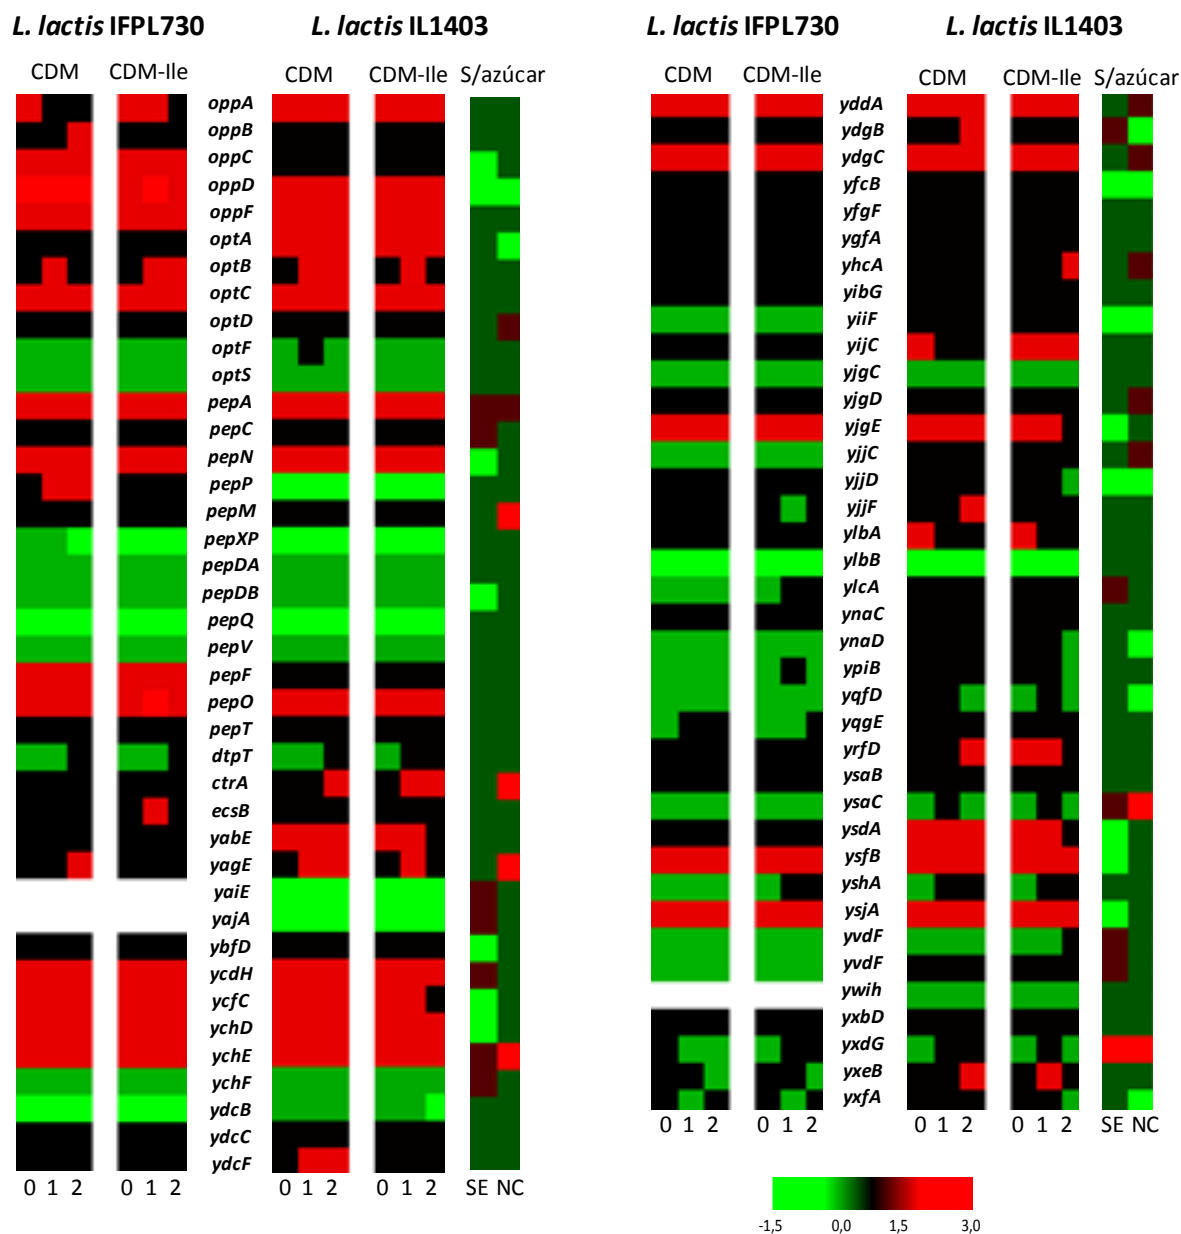 L. lactis IFPL730 L. lactis IL1403
CDM CDM-Ile CDM CDM-Ile S/azúcar
oppA
oppB
oppC
oppD
oppF
optA
optB
optC
optD
optF
optS
pepA
pepC
pepN
pepP
pepM
pepXP
pepDA
pepDB
pepQ
pepV
pepF
pepO
pepT
dtpT
ctrA
ecsB
yabE
yagE
yaiE
yajA
ybfD
ycdH
ycfC
ychD
ychE
ychF
ydcB
ydcC
ydcF
0 1 2 0 1 2 0 1 2 0 1 2 SE NC
L. lactis IFPL730 L. lactis IL1403
CDM CDM-Ile CDM CDM-Ile S/azúcar
yddA
ydgB
ydgC
yfcB
yfgF
ygfA
yhcA
yibG
yiiF
yijC
yjgC
yjgD
yjgE
yjjC
yjjD
yjjF
ylbA
ylbB
ylcA
ynaC
ynaD
ypiB
yqfD
yqgE
yrfD
ysaB
ysaC
ysdA
ysfB
yshA
ysjA
yvdF
yvdF
ywih
yxbD
yxdG
yxeB
yxfA
0 1 2 0 1 2 0 1 2 0 1 2 SE NC
-1,5 0,0 1,5 3,0